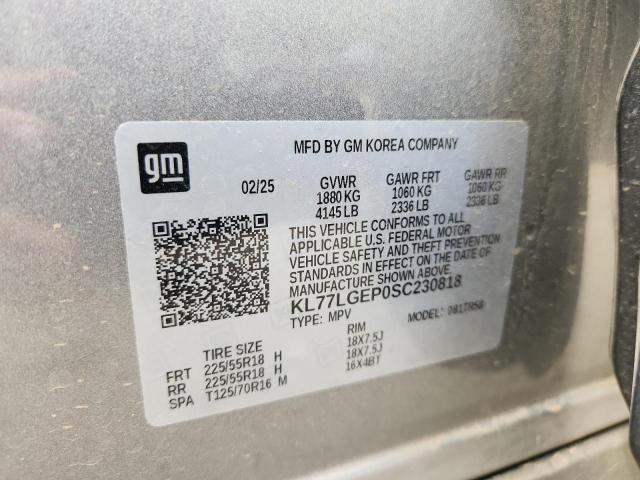 gm
MFD BY GM KOREA COMPANY
02/25 GVWR GAWR FRT GAWR RR
1880 KG 1060 KG 1060 KG
4145 LB 2336 LB 2336 LB
THIS VEHICLE CONFORMS TO ALL
APPLICABLE U.S. FEDERAL MOTOR
VEHICLE SAFETY AND THEFT PREVENTION
STANDARDS IN EFFECT ON THE DATE OF
MANUFACTURE SHOWN ABOVE.
KL77LGEP0SC230818
TYPE: MPV MODEL: 081TR58
TIRE SIZE RIM
FRT 225/55R18 H 18X7.5J
RR 225/55R18 H 18X7.5J
SPA T125/70R16 M 16X4BT